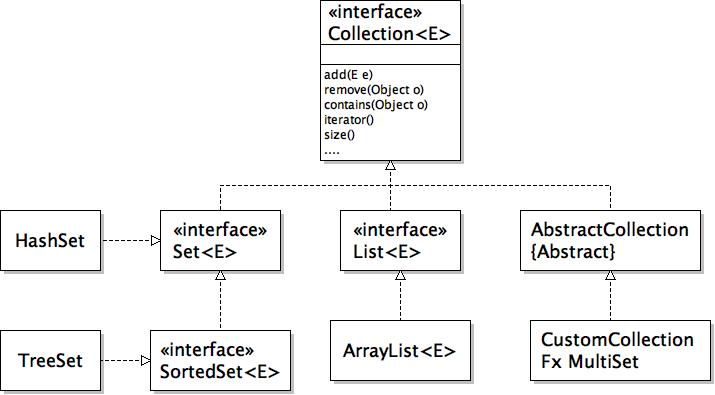 «interface»
Collection<E>
add(E e)
remove(Object o)
contains(Object o)
iterator()
size()
....
HashSet
«interface»
Set<E>
«interface»
List<E>
AbstractCollection
{Abstract}
TreeSet
«interface»
SortedSet<E>
ArrayList<E>
CustomCollection
Fx MultiSet